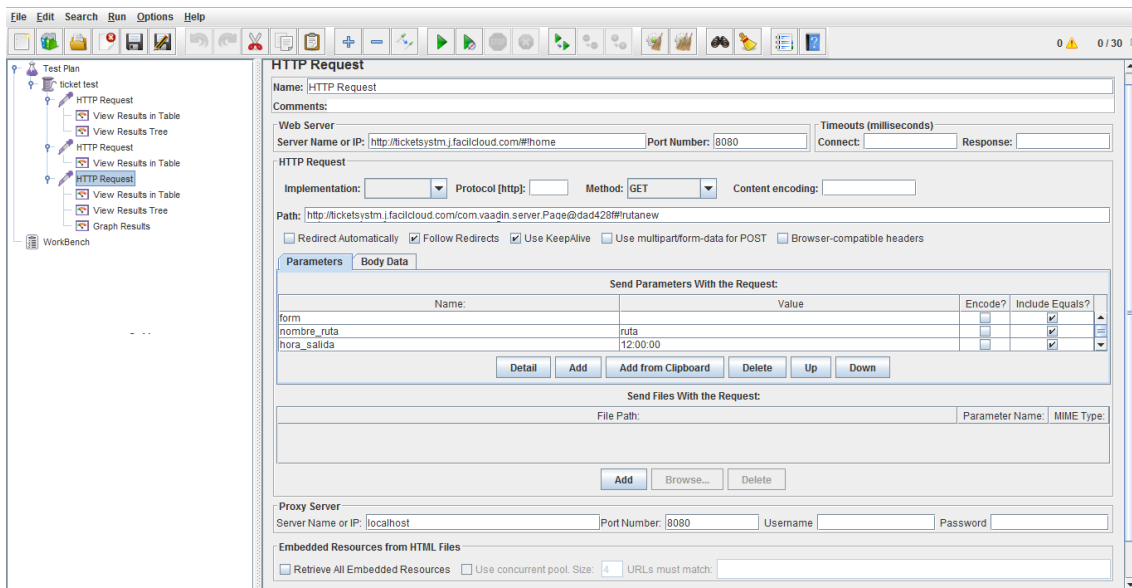 File Edit Search Run Options Help
0 0 / 30
Test Plan
ticket test
HTTP Request
View Results in Table
View Results Tree
HTTP Request
View Results in Table
HTTP Request
View Results in Table
View Results Tree
Graph Results
WorkBench
HTTP Request
Name: HTTP Request
Comments:
Web Server
Timeouts (milliseconds)
Server Name or IP: http://ticketsystm.j.facilcloud.com/#!home Port Number: 8080 Connect: Response:
HTTP Request
Implementation: Protocol [http]: Method: GET Content encoding:
Path: http://ticketsystm.j.facilcloud.com/com.vaadin.server.Page@dad428f#!rutanew
Redirect Automatically Follow Redirects Use KeepAlive Use multipart/form-data for POST Browser-compatible headers
Parameters Body Data
Send Parameters With the Request:
Name: Value Encode? Include Equals?
form
nombre_ruta ruta
hora_salida 12:00:00
Detail Add Add from Clipboard Delete Up Down
Send Files With the Request:
File Path: Parameter Name: MIME Type:
Add Browse... Delete
Proxy Server
Server Name or IP: localhost Port Number: 8080 Username Password
Embedded Resources from HTML Files
Retrieve All Embedded Resources Use concurrent pool. Size: 4 URLs must match: